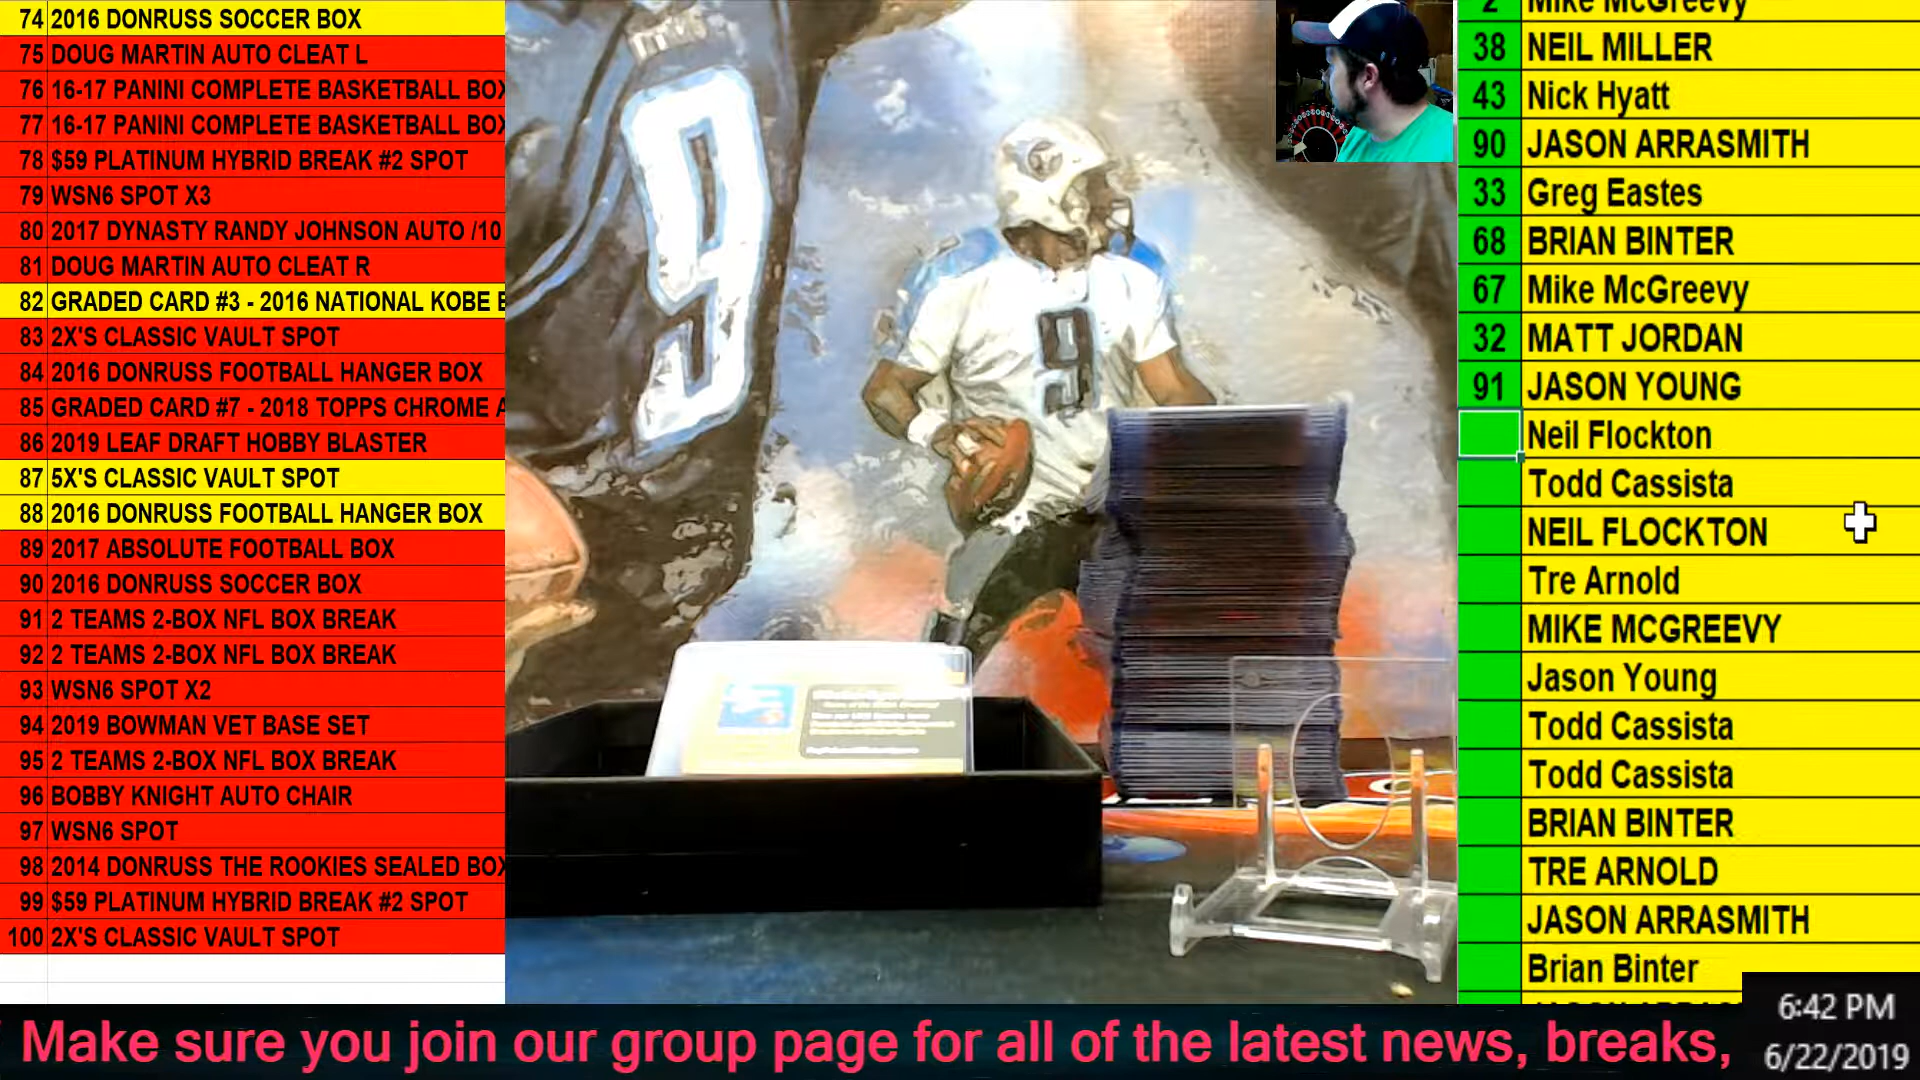 74 2016 DONRUSS SOCCER BOX
75 DOUG MARTIN AUTO CLEAT L
76 16-17 PANINI COMPLETE BASKETBALL BOX
77 16-17 PANINI COMPLETE BASKETBALL BOX
78 $59 PLATINUM HYBRID BREAK #2 SPOT
79 WSN6 SPOT X3
80 2017 DYNASTY RANDY JOHNSON AUTO /10
81 DOUG MARTIN AUTO CLEAT R
82 GRADED CARD #3 - 2016 NATIONAL KOBE
83 2X'S CLASSIC VAULT SPOT
84 2016 DONRUSS FOOTBALL HANGER BOX
85 GRADED CARD #7 - 2018 TOPPS CHROME A
86 2019 LEAF DRAFT HOBBY BLASTER
87 5X'S CLASSIC VAULT SPOT
88 2016 DONRUSS FOOTBALL HANGER BOX
89 2017 ABSOLUTE FOOTBALL BOX
90 2016 DONRUSS SOCCER BOX
91 2 TEAMS 2-BOX NFL BOX BREAK
92 2 TEAMS 2-BOX NFL BOX BREAK
93 WSN6 SPOT X2
94 2019 BOWMAN VET BASE SET
95 2 TEAMS 2-BOX NFL BOX BREAK
96 BOBBY KNIGHT AUTO CHAIR
97 WSN6 SPOT
98 2014 DONRUSS THE ROOKIES SEALED BOX
99 $59 PLATINUM HYBRID BREAK #2 SPOT
100 2X'S CLASSIC VAULT SPOT
9
9
2 Mike McGreevy
38 NEIL MILLER
43 Nick Hyatt
90 JASON ARRASMITH
33 Greg Eastes
68 BRIAN BINTER
67 Mike McGreevy
32 MATT JORDAN
91 JASON YOUNG
Neil Flockton
Todd Cassista
NEIL FLOCKTON
Tre Arnold
MIKE MCGREEVY
Jason Young
Todd Cassista
Todd Cassista
BRIAN BINTER
TRE ARNOLD
JASON ARRASMITH
Brian Binter
Make sure you join our group page for all of the latest news, breaks,
6:42 PM
6/22/2019